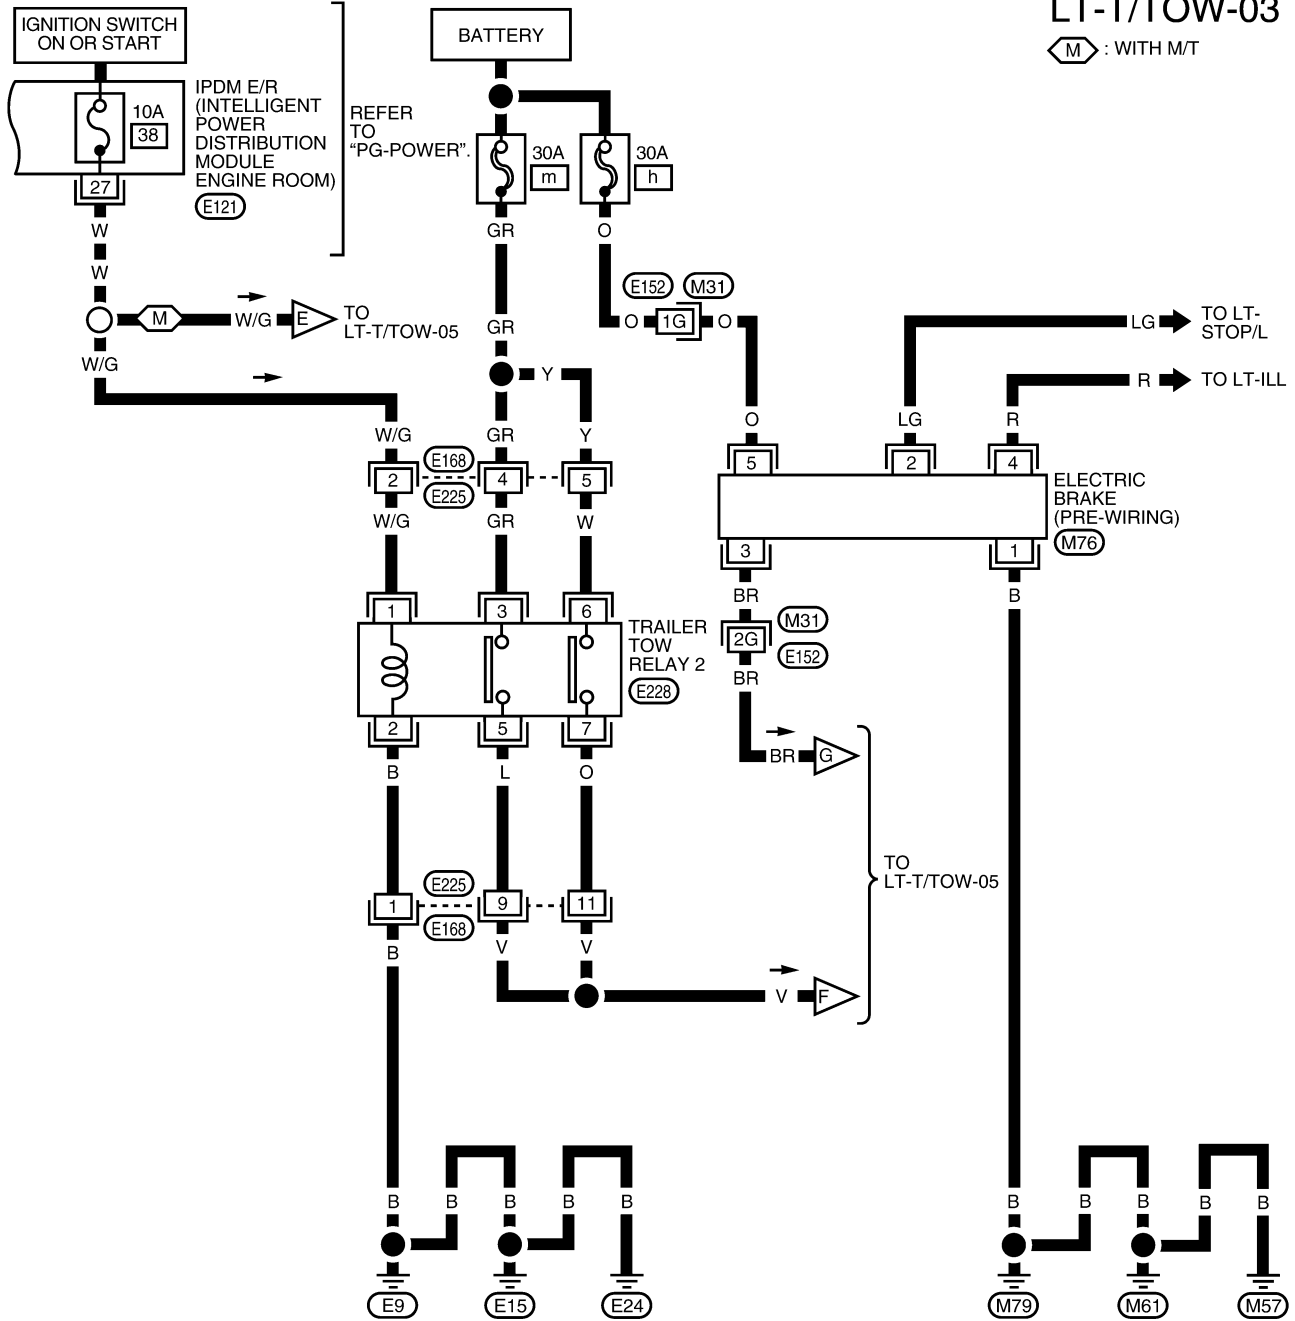 LT-T/TOW-03
M : WITH M/T
IGNITION SWITCH
ON OR START
BATTERY
10A
38
27
IPDM E/R
(INTELLIGENT
POWER
DISTRIBUTION
MODULE
ENGINE ROOM)
E121
REFER
TO
“PG-POWER”.
30A
m
30A
h
W
GR
O
W
E152 M31
M W/G E
TO
LT-T/TOW-05
GR
O 1G O
LG
TO LT-
STOP/L
W/G
Y
R
TO LT-ILL
W/G GR Y
O LG R
E168
2 4 5
E225
5 2 4
ELECTRIC
BRAKE
(PRE-WIRING)
M76
W/G GR W
3 1
BR B
1 3 6
TRAILER
TOW
RELAY 2
E228
M31
2G
E152
BR
2 5 7
B L O
BR G
TO
LT-T/TOW-05
E225
1 9 11
E168
B V V
V F
B B B B B
B B B B B
E9 E15 E24
M79 M61 M57